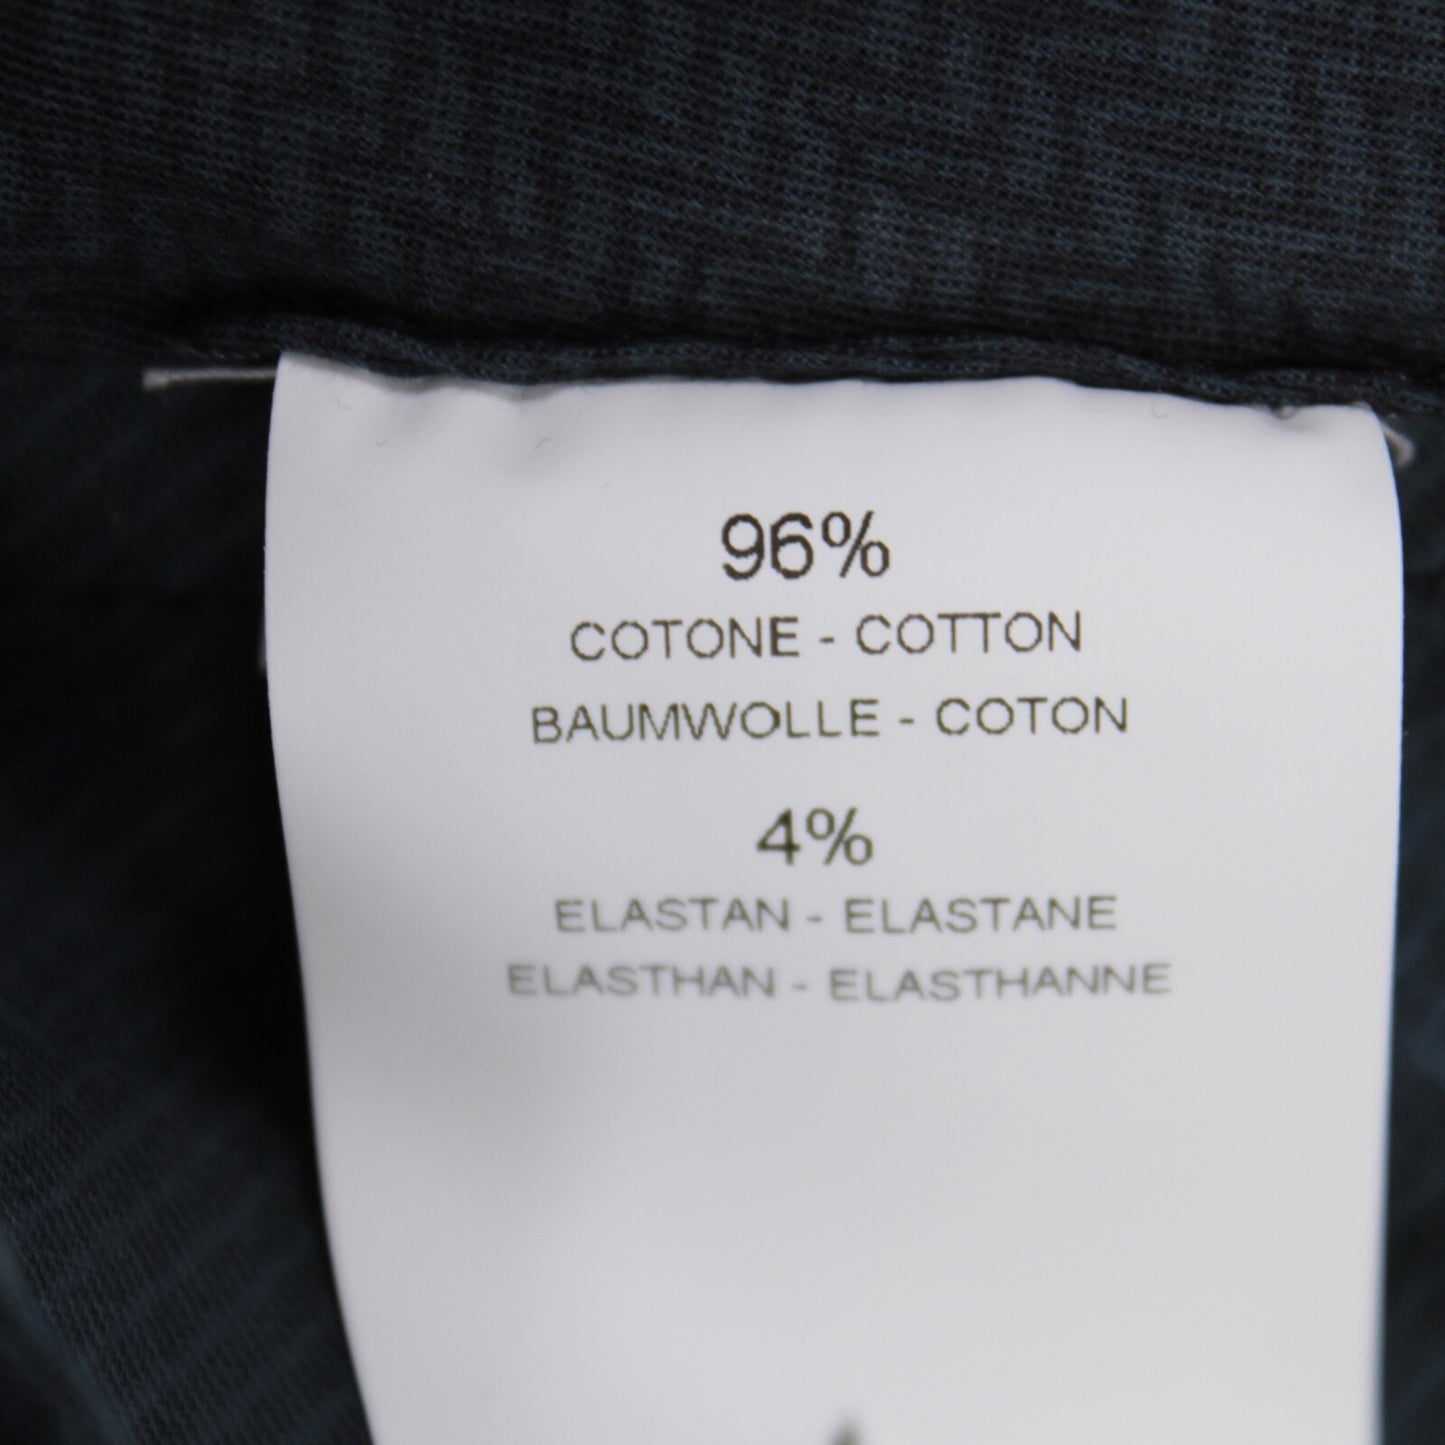 96%
COTONE - COTTON
BAUMWOLLE - COTON
4%
ELASTAN - ELASTANE
ELASTHAN - ELASTHANNE